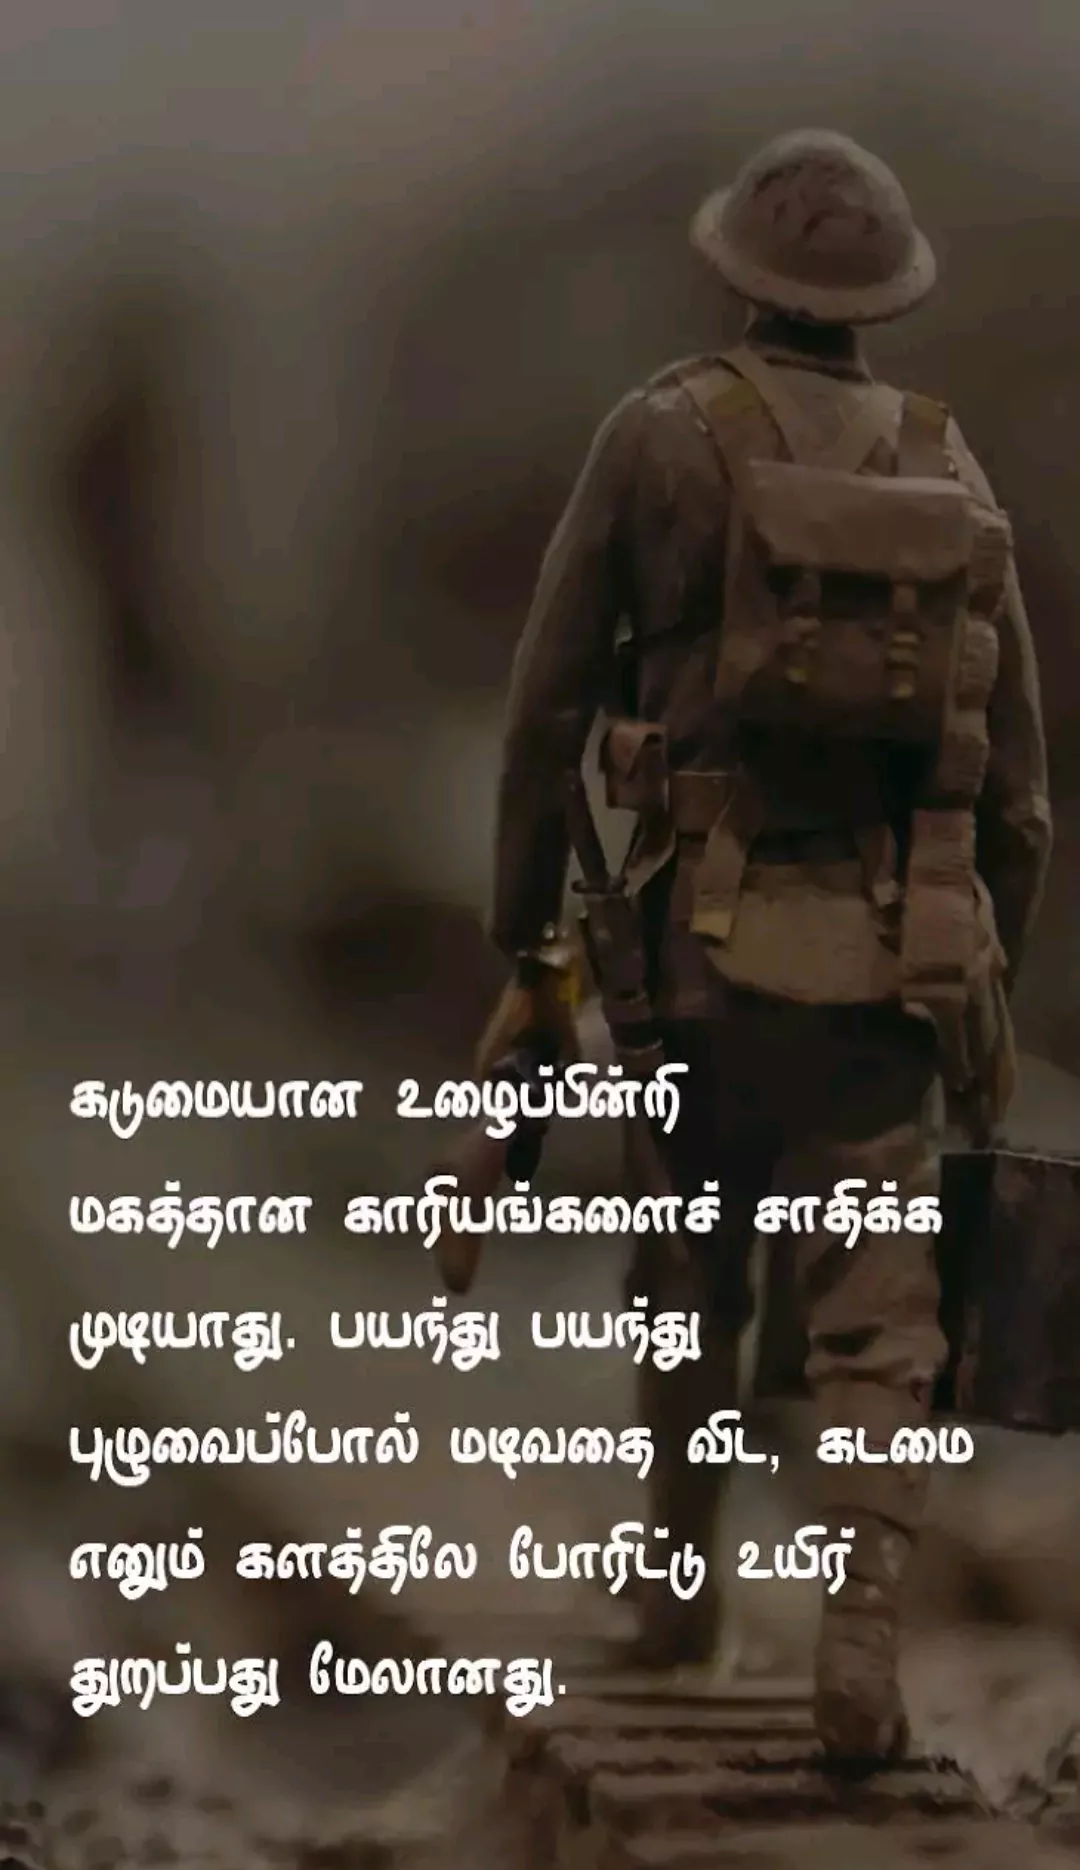 கடுமையான உழைப்பின்றி
மகத்தான காரியங்களைச் சாதிக்க
முடியாது. பயந்து பயந்து
புழுவைப்போல் மடிவதை விட, கடமை
எனும் களத்திலே போரிட்டு உயிர்
துறப்பது மேலானது.